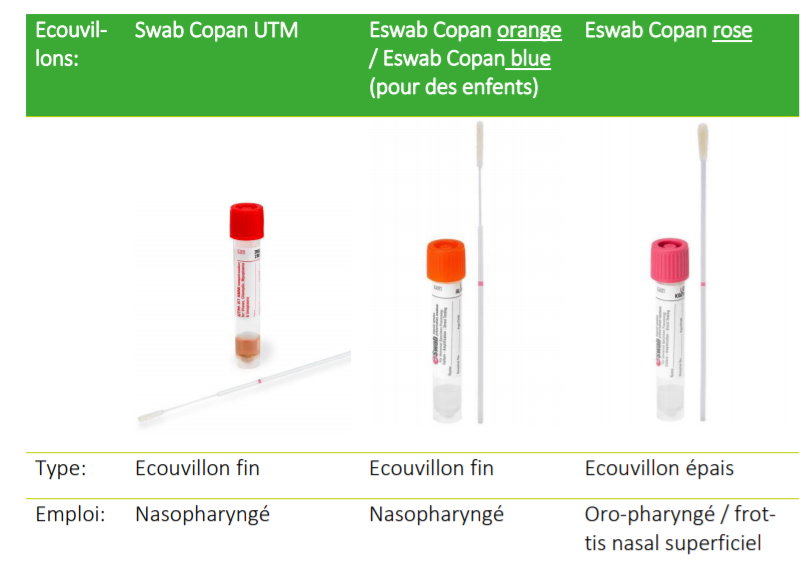 Ecouvil-
lons:
Swab Copan UTM
Eswab Copan orange
/ Eswab Copan blue
(pour des enfents)
Eswab Copan rose
Type:
Ecouvillon fin
Ecouvillon fin
Ecouvillon épais
Emploi:
Nasopharyngé
Nasopharyngé
Oro-pharyngé / frot-
tis nasal superficiel